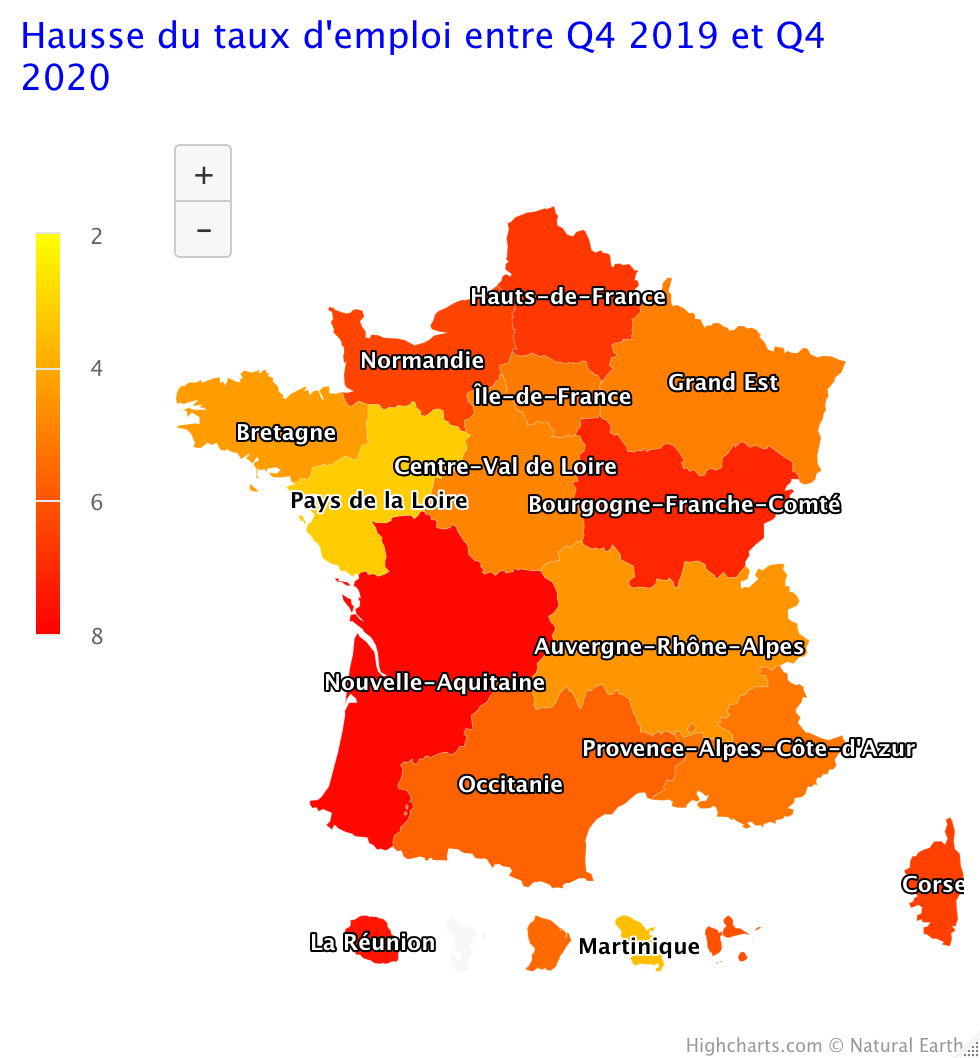 Hausse du taux d'emploi entre Q4 2019 et Q4
2020
+
−
2
4
6
8
Hauts-de-France
Normandie
Grand Est
Île-de-France
Bretagne
Centre-Val de Loire
Pays de la Loire
Bourgogne-Franche-Comté
Auvergne-Rhône-Alpes
Nouvelle-Aquitaine
Provence-Alpes-Côte-d'Azur
Occitanie
Corse
La Réunion
Martinique
Highcharts.com © Natural Earth